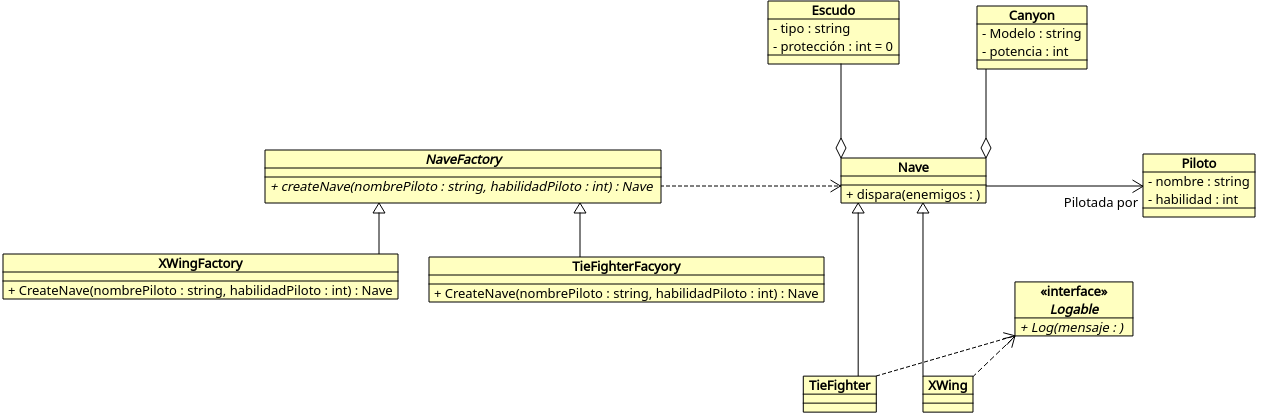 Escudo
- tipo : string
- protección : int = 0
Canyon
- Modelo : string
- potencia : int
NaveFactory
+ createNave(nombrePiloto : string, habilidadPiloto : int) : Nave
Nave
+ dispara(enemigos : )
Piloto
- nombre : string
- habilidad : int
Pilotada por
XWingFactory
+ CreateNave(nombrePiloto : string, habilidadPiloto : int) : Nave
TieFighterFacyory
+ CreateNave(nombrePiloto : string, habilidadPiloto : int) : Nave
«interface»
Logable
+ Log(mensaje : )
TieFighter
XWing